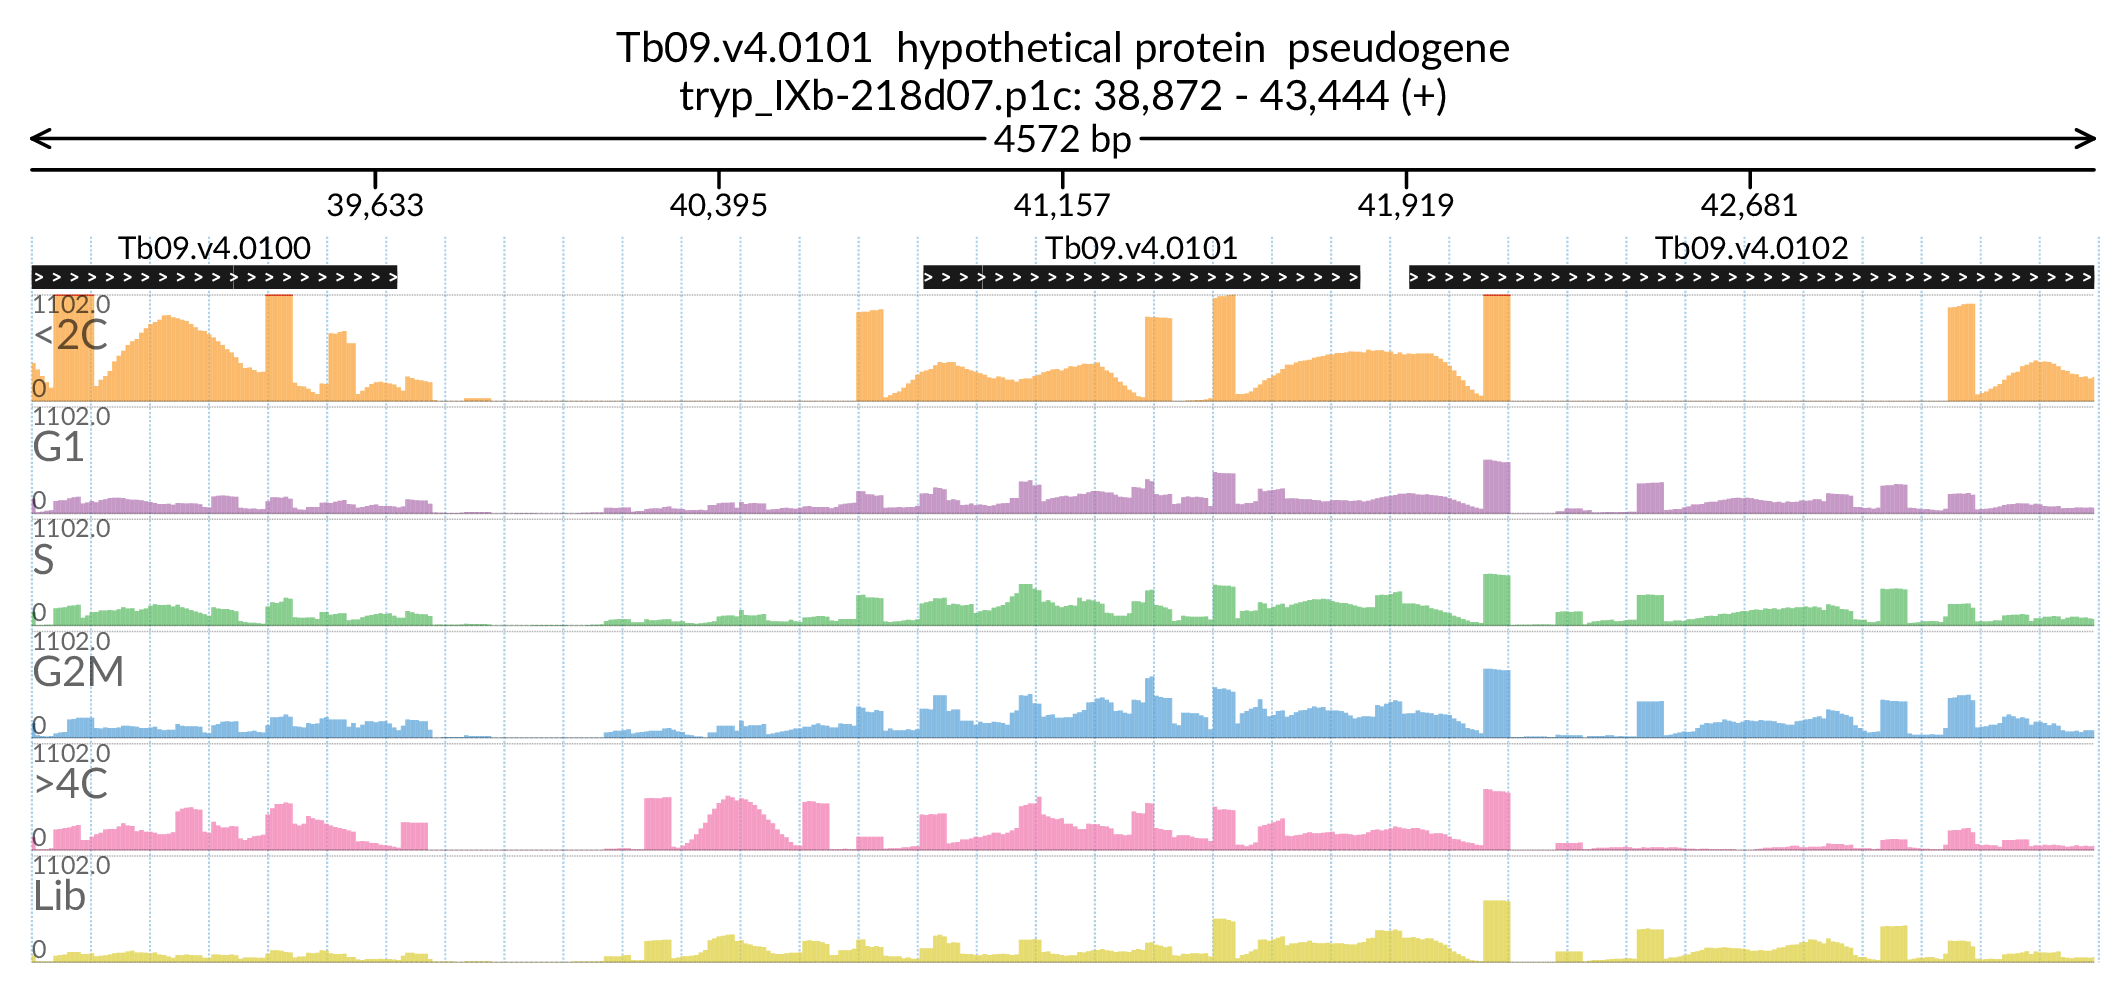 Tb09.v4.0101 hypothetical protein pseudogene
tryp_IXb-218d07.p1c: 38,872 - 43,444 (+)
4572 bp
39,633 40,395 41,157 41,919 42,681
Tb09.v4.0100 Tb09.v4.0101 Tb09.v4.0102
1102.0
<2C
0
1102.0
G1
0
1102.0
S
0
1102.0
G2M
0
1102.0
>4C
0
1102.0
Lib
0